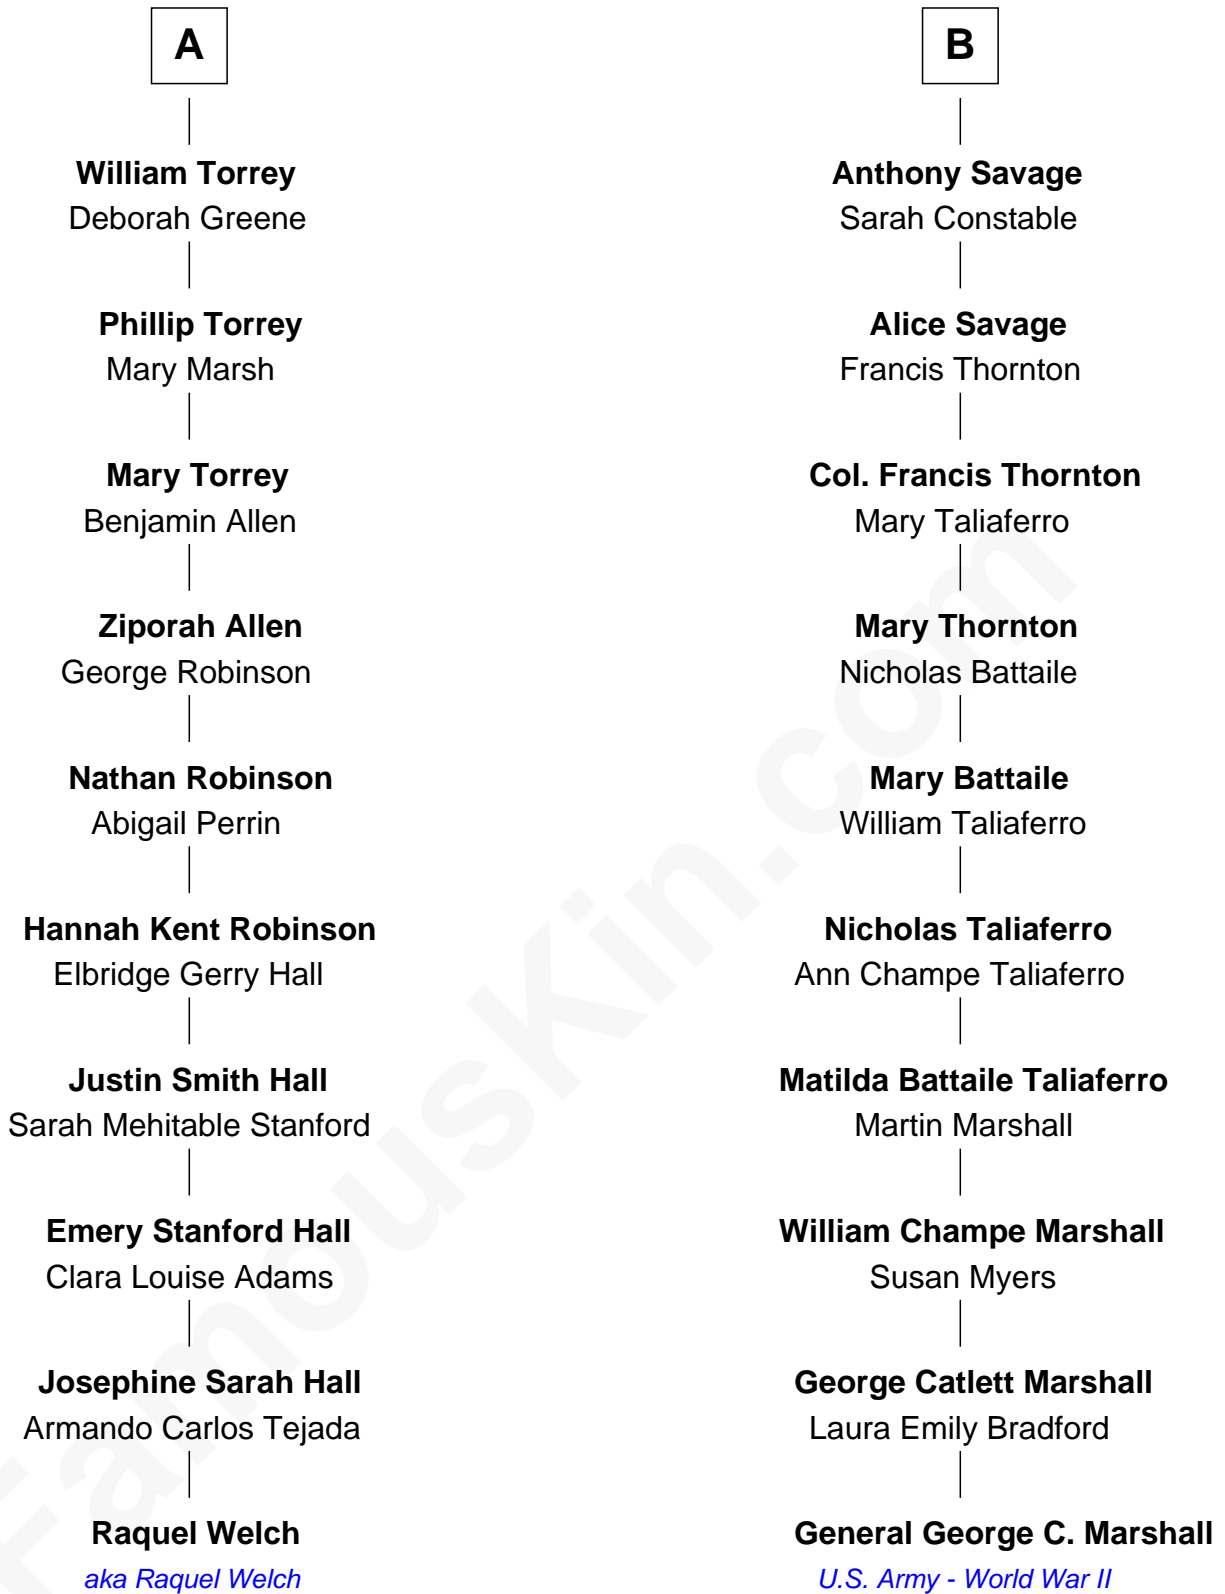 A
William Torrey
Deborah Greene
Phillip Torrey
Mary Marsh
Mary Torrey
Benjamin Allen
Ziporah Allen
George Robinson
Nathan Robinson
Abigail Perrin
Hannah Kent Robinson
Elbridge Gerry Hall
Justin Smith Hall
Sarah Mehitable Stanford
Emery Stanford Hall
Clara Louise Adams
Josephine Sarah Hall
Armando Carlos Tejada
Raquel Welch
aka Raquel Welch
B
Anthony Savage
Sarah Constable
Alice Savage
Francis Thornton
Col. Francis Thornton
Mary Taliaferro
Mary Thornton
Nicholas Battaile
Mary Battaile
William Taliaferro
Nicholas Taliaferro
Ann Champe Taliaferro
Matilda Battaile Taliaferro
Martin Marshall
William Champe Marshall
Susan Myers
George Catlett Marshall
Laura Emily Bradford
General George C. Marshall
U.S. Army - World War II
FamousKin.com